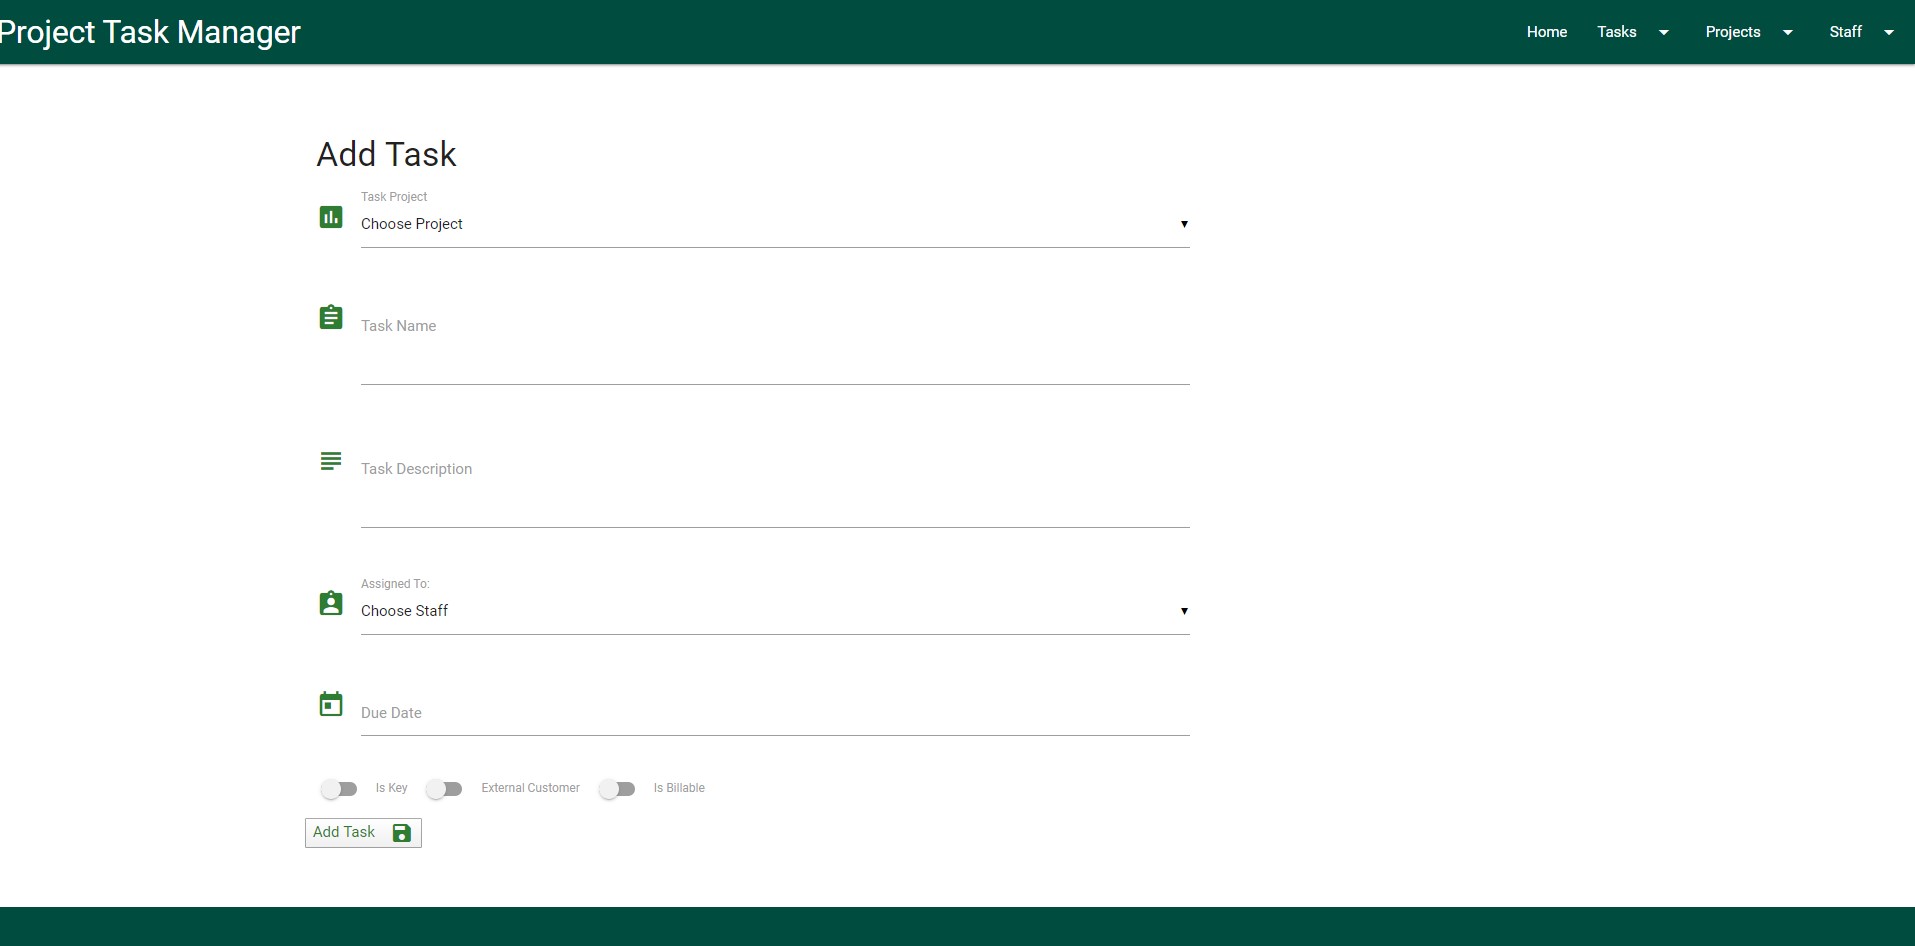 Project Task Manager
Home Tasks Projects Staff
Add Task
Task Project
Choose Project
Task Name
Task Description
Assigned To:
Choose Staff
Due Date
Is Key External Customer Is Billable
Add Task